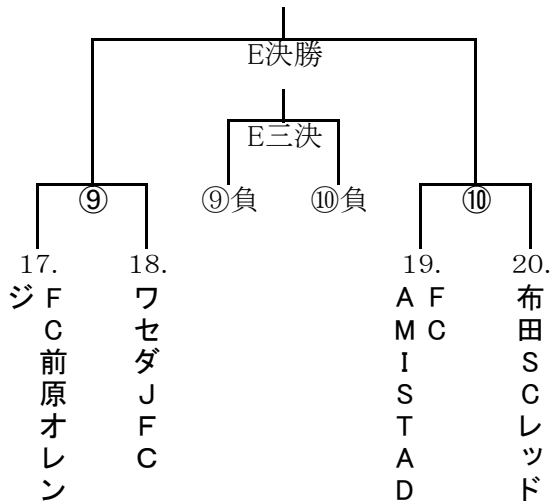 E決勝
E三決
⑨
⑨負
⑩負
⑩
17.
18.
19.
20.
FC前原オレン
ジ
ワセダJFC
FC
AMISTAD
布田SCレッド